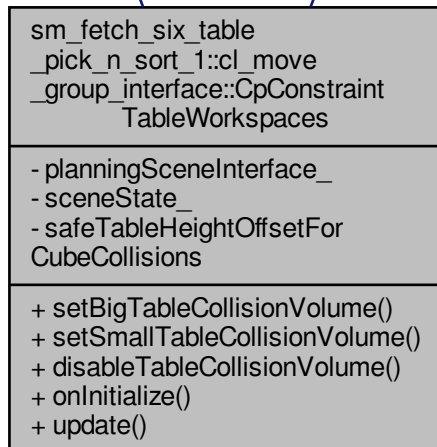 sm_fetch_six_table
_pick_n_sort_1::cl_move
_group_interface::CpConstraint
TableWorkspaces
- planningSceneInterface_
- sceneState_
- safeTableHeightOffsetFor
CubeCollisions
+ setBigTableCollisionVolume()
+ setSmallTableCollisionVolume()
+ disableTableCollisionVolume()
+ onInitialize()
+ update()